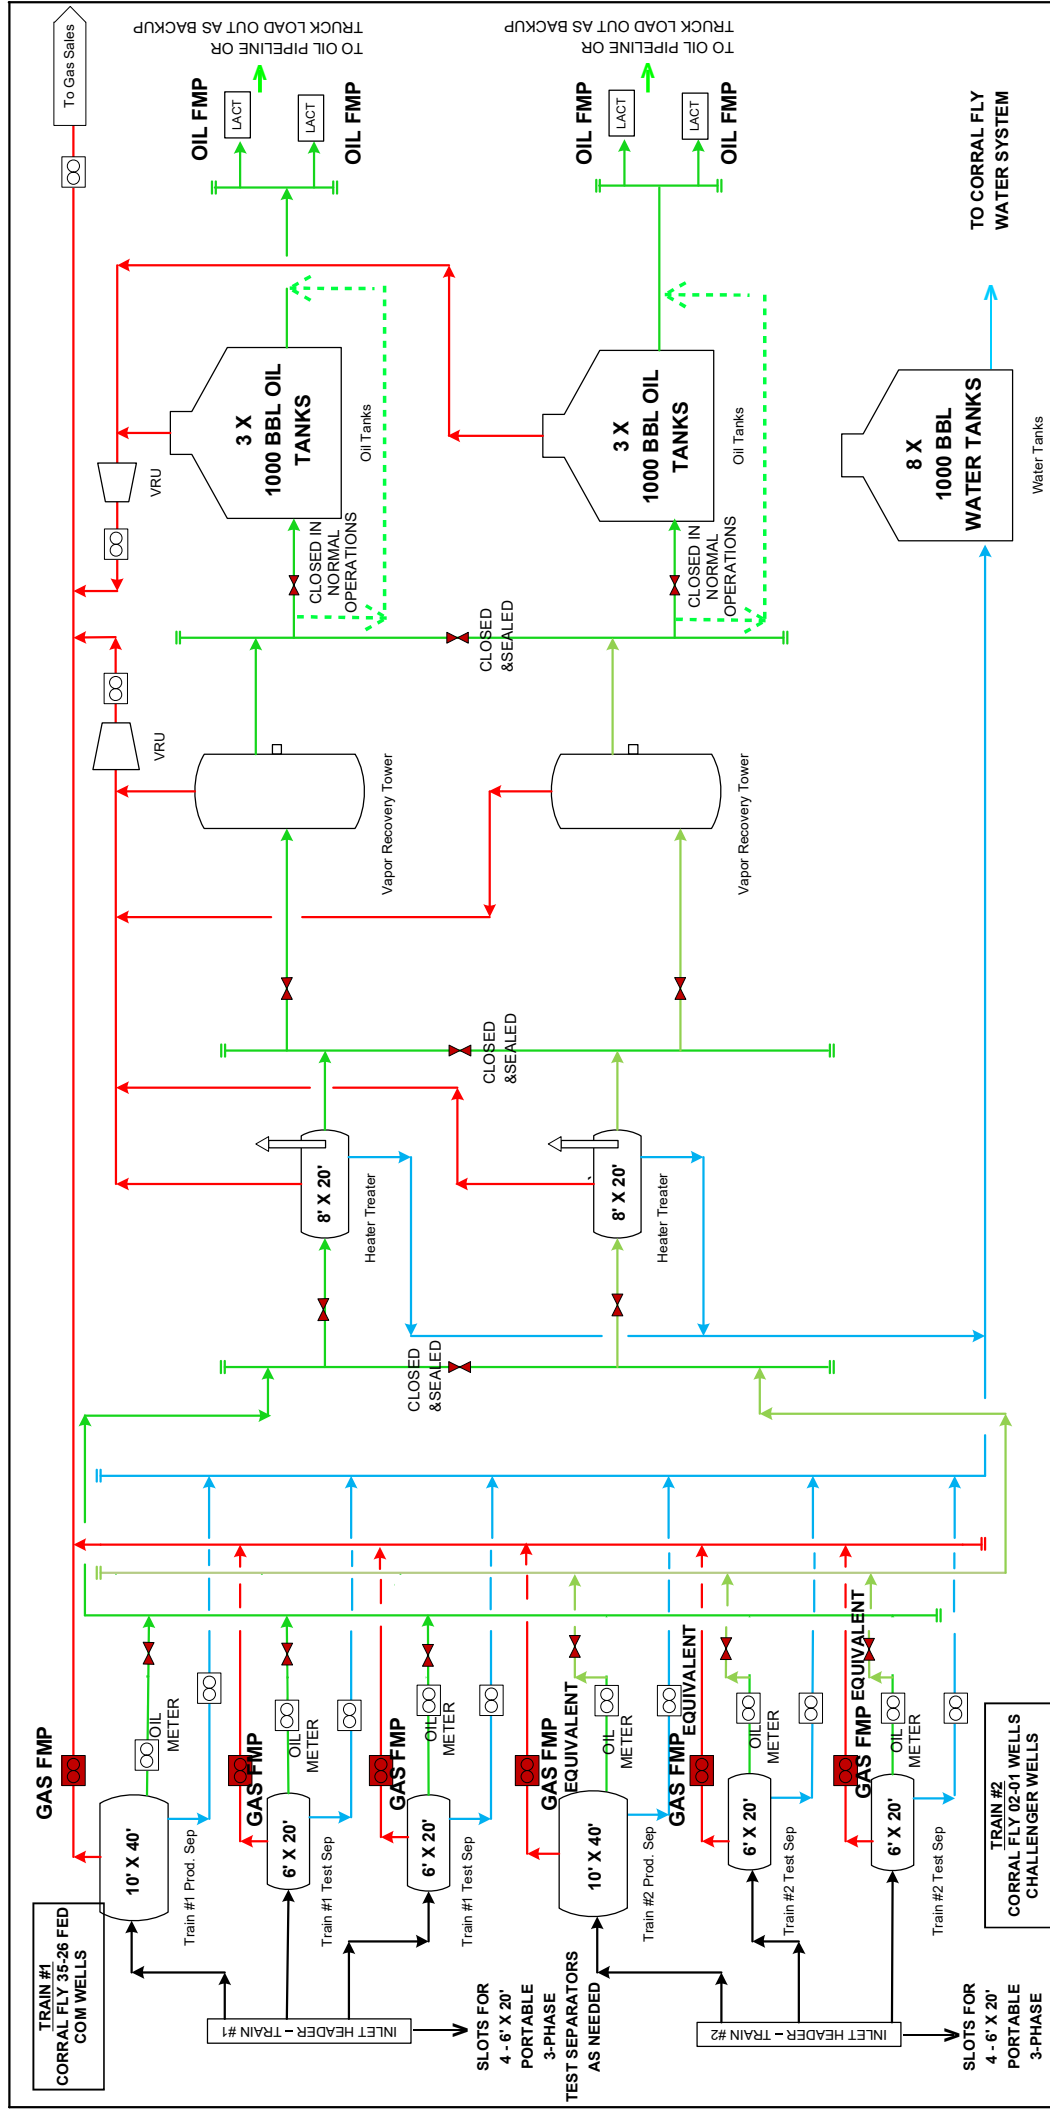 TRAIN #1
CORRAL FLY 35-26 FED
COM WELLS
INLET HEADER – TRAIN #1
SLOTS FOR
4 - 6' X 20'
PORTABLE
3-PHASE
TEST SEPARATORS
AS NEEDED
INLET HEADER – TRAIN #2
SLOTS FOR
4 - 6' X 20'
PORTABLE
3-PHASE
TRAIN #2
CORRAL FLY 02-01 WELLS
CHALLENGER WELLS
10' X 40'
Train #1 Prod. Sep
6' X 20'
Train #1 Test Sep
6' X 20'
Train #1 Test Sep
10' X 40'
Train #2 Prod. Sep
6' X 20'
Train #2 Test Sep
6' X 20'
Train #2 Test Sep
GAS FMP
OIL
METER
GAS FMP
OIL
METER
GAS FMP
OIL
METER
GAS FMP
EQUIVALENT
OIL
METER
GAS FMP
EQUIVALENT
OIL
METER
GAS FMP EQUIVALENT
OIL
METER
CLOSED
&SEALED
8' X 20'
Heater Treater
8' X 20'
Heater Treater
CLOSED
&SEALED
Vapor Recovery Tower
Vapor Recovery Tower
VRU
CLOSED
&SEALED
VRU
CLOSED IN
NORMAL
OPERATIONS
3 X
1000 BBL OIL
TANKS
Oil Tanks
CLOSED IN
NORMAL
OPERATIONS
3 X
1000 BBL OIL
TANKS
Oil Tanks
8 X
1000 BBL
WATER TANKS
Water Tanks
To Gas Sales
OIL FMP
LACT
LACT
OIL FMP
TO OIL PIPELINE OR
TRUCK LOAD OUT AS BACKUP
OIL FMP
LACT
LACT
OIL FMP
TO OIL PIPELINE OR
TRUCK LOAD OUT AS BACKUP
TO CORRAL FLY
WATER SYSTEM